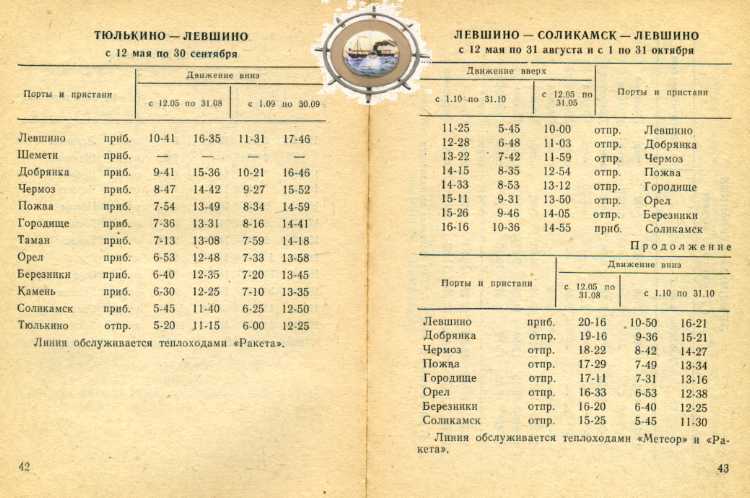 ТЮЛЬКИНО — ЛЕВШИНО
с 12 мая по 30 сентября
Порты и пристани
Движение вниз
с 12.05 по 31.08
с 1.09 по 30.09
Левшино приб. 10-41 16-35 11-31 17-46
Шемети приб. — — — —
Добрянка приб. 9-41 15-36 10-21 16-46
Чермоз приб. 8-47 14-42 9-27 15-52
Пожва приб. 7-54 13-49 8-34 14-59
Городище приб. 7-36 13-31 8-16 14-41
Таман приб. 7-13 13-08 7-59 14-18
Орел приб. 6-53 12-48 7-33 13-58
Березники приб. 6-40 12-35 7-20 13-45
Камень приб. 6-30 12-25 7-10 13-35
Соликамск приб. 5-45 11-40 6-25 12-50
Тюлькино отпр. 5-20 11-15 6-00 12-25
Линия обслуживается теплоходами «Ракета».
42
ЛЕВШИНО — СОЛИКАМСК — ЛЕВШИНО
с 12 мая по 31 августа и с 1 по 31 октября
Движение вверх
Порты и пристани
с 1.10 по 31.10
с 12.05 по
31.05
11-25 5-45 10-00 отпр. Левшино
12-28 6-48 11-03 отпр. Добрянка
13-22 7-42 11-59 отпр. Чермоз
14-15 8-35 12-54 отпр. Пожва
14-33 8-53 13-12 отпр. Городище
15-11 9-31 13-50 отпр. Орел
15-26 9-46 14-05 отпр. Березники
16-16 10-36 14-55 приб. Соликамск
Продолжение
Порты и пристани
Движение вниз
с 12.05 по
31.08
с 1.10 по 31.10
Левшино приб. 20-16 10-50 16-21
Добрянка отпр. 19-16 9-36 15-21
Чермоз отпр. 18-22 8-42 14-27
Пожва отпр. 17-29 7-49 13-34
Городище отпр. 17-11 7-31 13-16
Орел отпр. 16-33 6-53 12-38
Березники отпр. 16-20 6-40 12-25
Соликамск отпр. 15-25 5-45 11-30
Линия обслуживается теплоходами «Метеор» и «Ра-
кета».
43